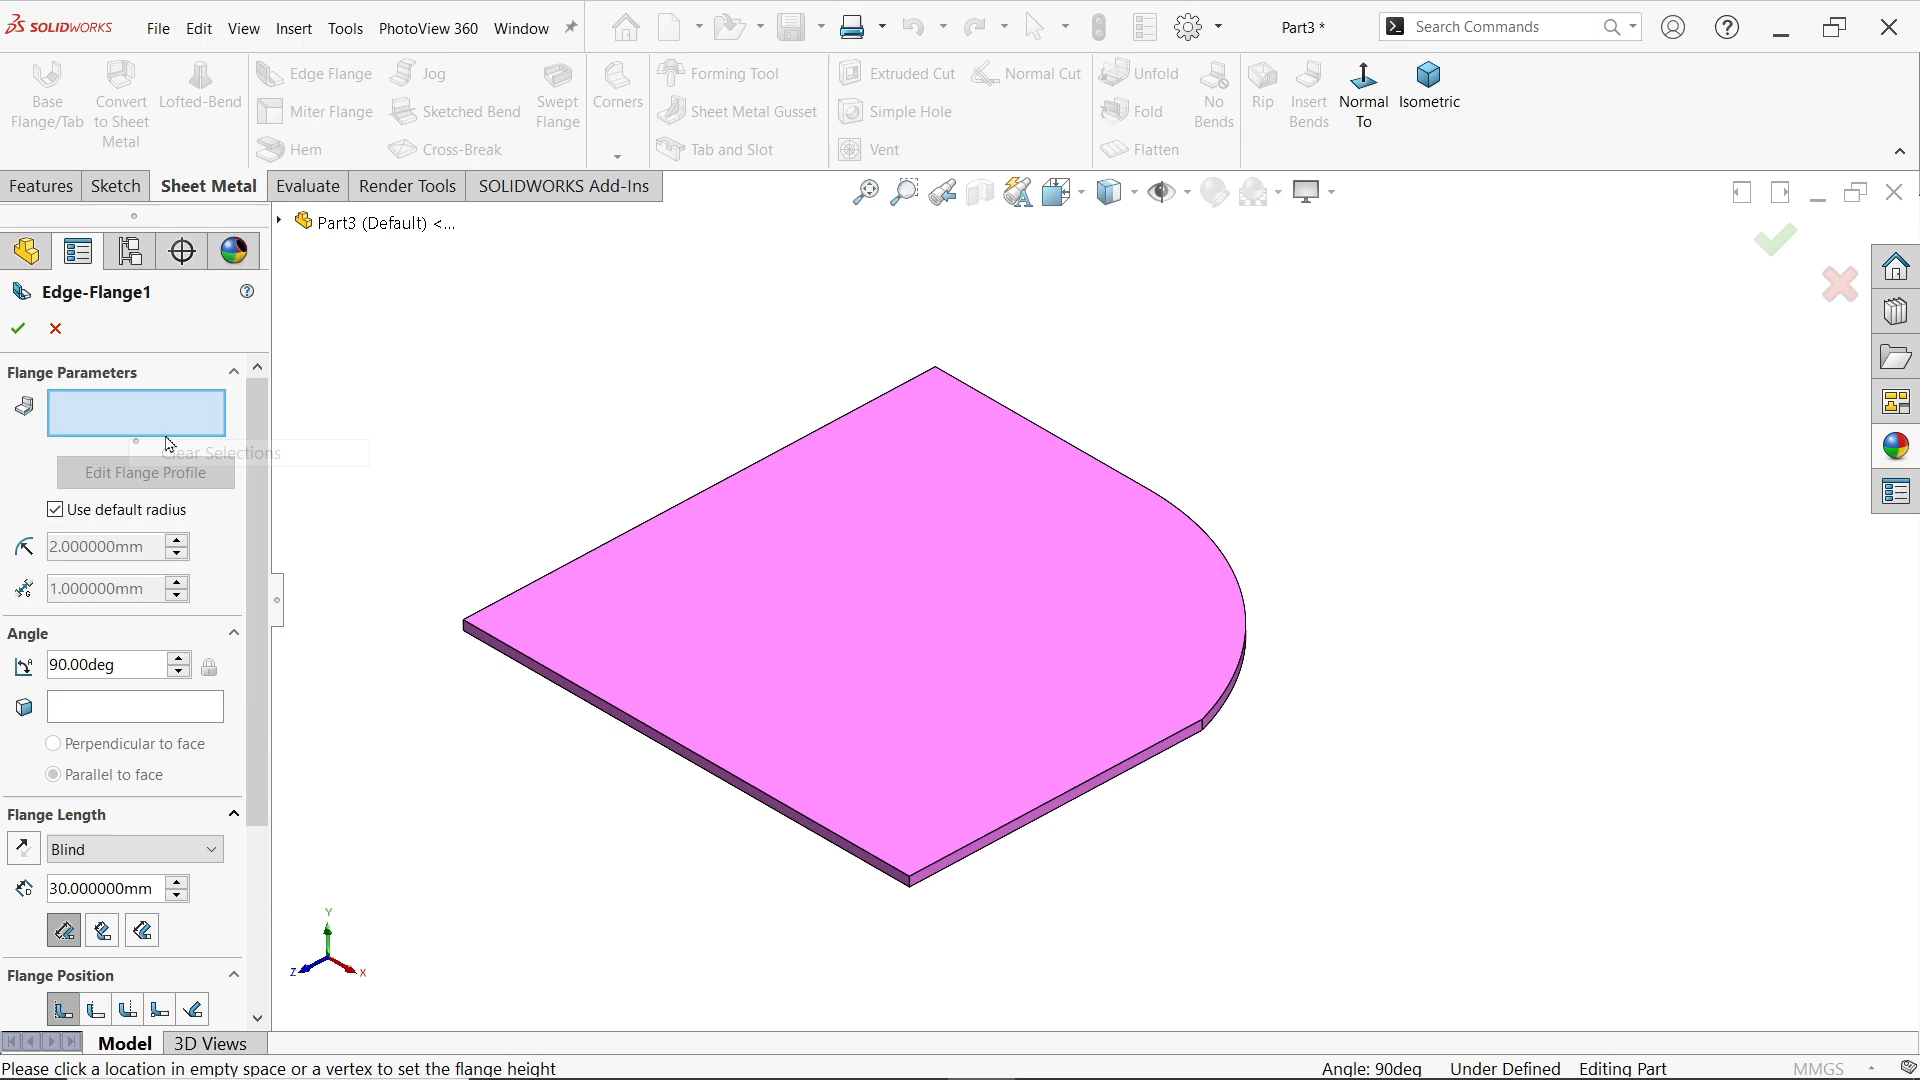 SOLIDWORKS File Edit View Insert Tools PhotoView 360 Window Part3 * Search Commands
Base Flange/Tab
Convert to Sheet Metal
Lofted-Bend
Edge Flange
Miter Flange
Hem
Jog
Sketched Bend
Cross-Break
Swept Flange
Corners
Forming Tool
Sheet Metal Gusset
Tab and Slot
Extruded Cut
Simple Hole
Vent
Normal Cut
Unfold
Fold
Flatten
No Bends
Rip
Insert Bends
Normal To
Isometric
Features Sketch Sheet Metal Evaluate Render Tools SOLIDWORKS Add-Ins
Part3 (Default) <...
Edge-Flange1
Flange Parameters
Clear Selections
Edit Flange Profile
Use default radius
2.000000mm
1.000000mm
Angle
90.00deg
Perpendicular to face
Parallel to face
Flange Length
Blind
30.000000mm
Flange Position
Y
Z X
Model 3D Views
Please click a location in empty space or a vertex to set the flange height Angle: 90deg Under Defined Editing Part MMGS